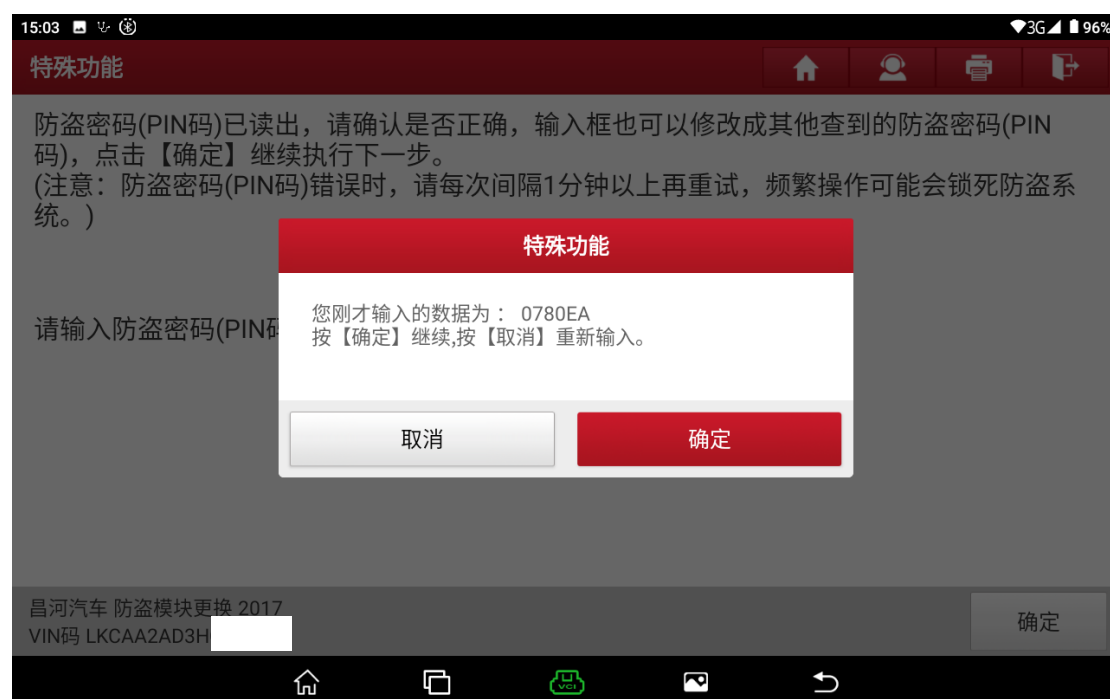 15:03
3G 96%
特殊功能
防盗密码(PIN码)已读出，请确认是否正确，输入框也可以修改成其他查到的防盗密码(PIN
码)，点击【确定】继续执行下一步。
(注意：防盗密码(PIN码)错误时，请每次间隔1分钟以上再重试，频繁操作可能会锁死防盗系
统。)
特殊功能
您刚才输入的数据为： 0780EA
按【确定】继续,按【取消】重新输入。
请输入防盗密码(PIN码
取消
确定
昌河汽车 防盗模块更换 2017
VIN码 LKCAA2AD3H
确定
VCI